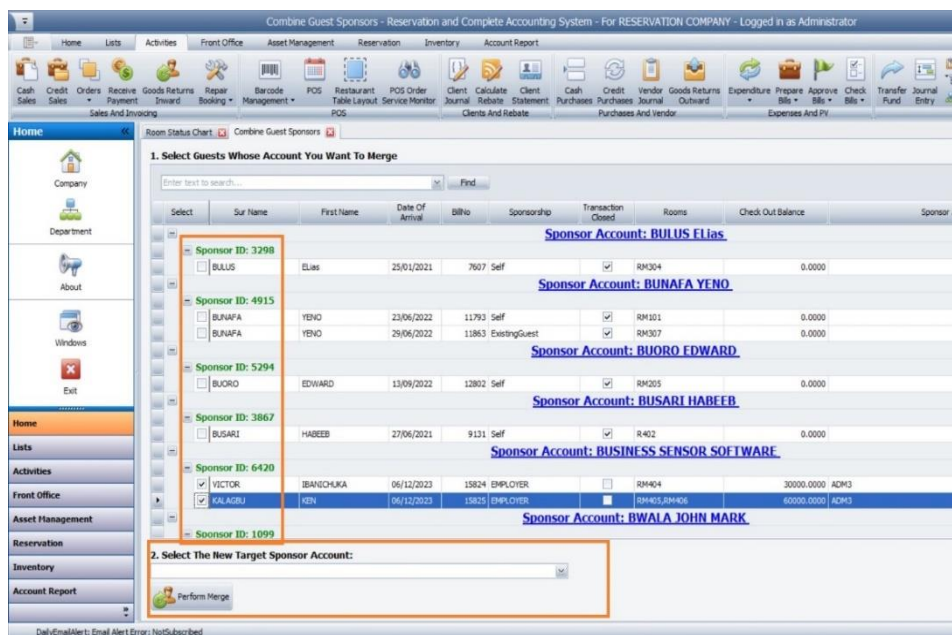 Combine Guest Sponsors - Reservation and Complete Accounting System - For RESERVATION COMPANY - Logged in as Administrator
Home Lists Activities Front Office Asset Management Reservation Inventory Account Report
Cash Sales Credit Sales Orders Receive Payment Goods Returns Inward Repair Booking Barcode Management POS Restaurant Table Layout POS Order Service Monitor Client Journal Calculate Rebate Client Statement Cash Purchases Credit Purchases Vendor Journal Goods Returns Outward Expenditure Prepare Bills Approve Bills Check Bills Transfer Fund Journal Entry
Sales And Invoicing POS Clients And Rebate Purchases And Vendor Expenses And PV
Home «
Company
Department
About
Windows
Exit
Home
Lists
Activities
Front Office
Asset Management
Reservation
Inventory
Account Report
Room Status Chart Combine Guest Sponsors
1. Select Guests Whose Account You Want To Merge
Enter text to search... Find
Select Sur Name First Name Date Of Arrival BillNo Sponsorship Transaction Closed Rooms Check Out Balance Sponsor
Sponsor Account: BULUS ELias
Sponsor ID: 3298
BULUS ELias 25/01/2021 7607 Self RM304 0.0000
Sponsor Account: BUNAFA YENO
Sponsor ID: 4915
BUNAFA YENO 23/06/2022 11793 Self RM101 0.0000
BUNAFA YENO 29/06/2022 11863 ExistingGuest RM307 0.0000
Sponsor Account: BUORO EDWARD
Sponsor ID: 5294
BUORO EDWARD 13/09/2022 12802 Self RM205 0.0000
Sponsor Account: BUSARI HABEEB
Sponsor ID: 3867
BUSARI HABEEB 27/06/2021 9131 Self R402 0.0000
Sponsor Account: BUSINESS SENSOR SOFTWARE
Sponsor ID: 6420
VICTOR IBANICHUKA 06/12/2023 15824 EMPLOYER RM404 30000.0000 ADM3
KALAGBU KEN 06/12/2023 15825 EMPLOYER RM405,RM406 60000.0000 ADM3
Sponsor Account: BWALA JOHN MARK
Sponsor ID: 1099
2. Select The New Target Sponsor Account:
Perform Merge
DailyEmailAlert: Email Alert Error: NotSubscribed